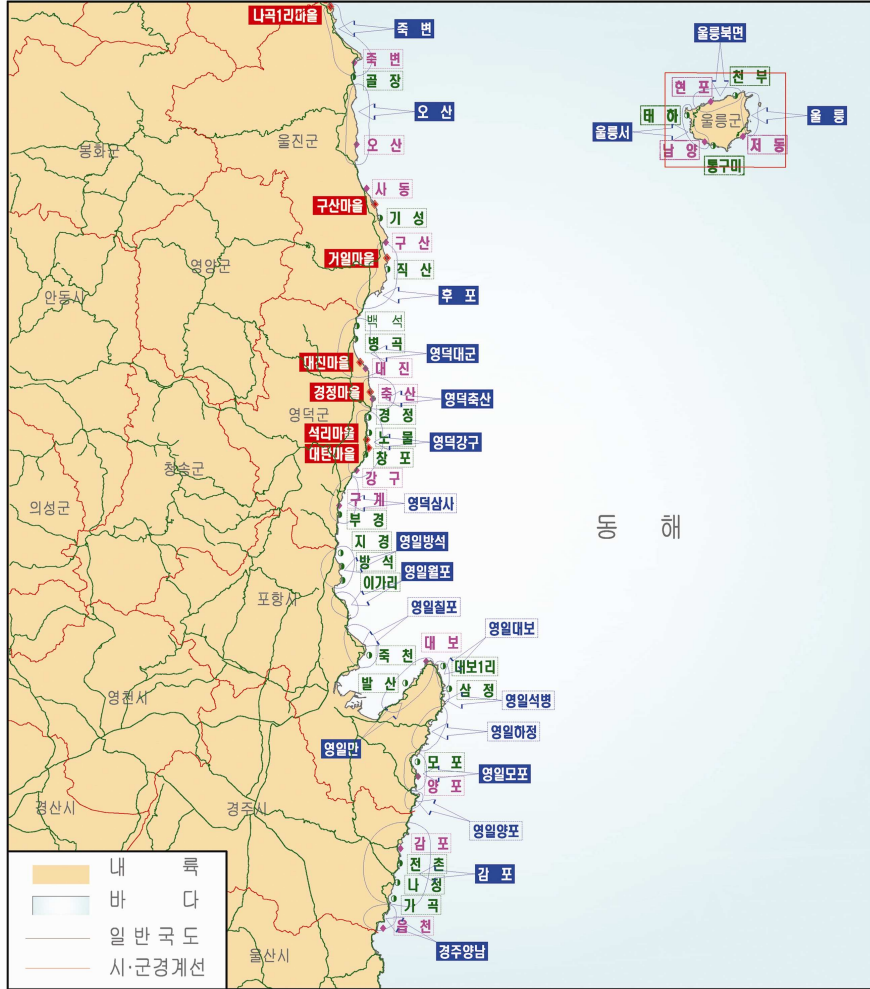 나곡1리마을
죽 변
죽 변
골 장
오 산
오 산
울진군
봉화군
사 동
구산마을
기 성
구 산
거일마을
직 산
영양군
안동시
후 포
백 석
병 곡
영덕대군
대진마을
대 진
경정마을
축 산
영덕축산
영덕군
경 정
석리마을
노 물
영덕강구
대탄마을
창 포
강 구
청송군
의성군
구 계
영덕삼사
부 경
지 경
영일방석
방 석
영일월포
이가리
포항시
영일칠포
영일대보
대 보
죽 천
대보1리
발 산
삼 정
영일석병
영천시
영일하정
영일만
모 포
영일모포
양 포
경산시
경주시
영일양포
감 포
전 촌
감 포
나 정
가 곡
읍 천
경주양남
울산시
동 해
울릉북면
현 포
천 부
태 하
울릉군
울 릉
울릉서
남 양
저 동
통구미
내 륙
바 다
일 반 국 도
시·군경계선